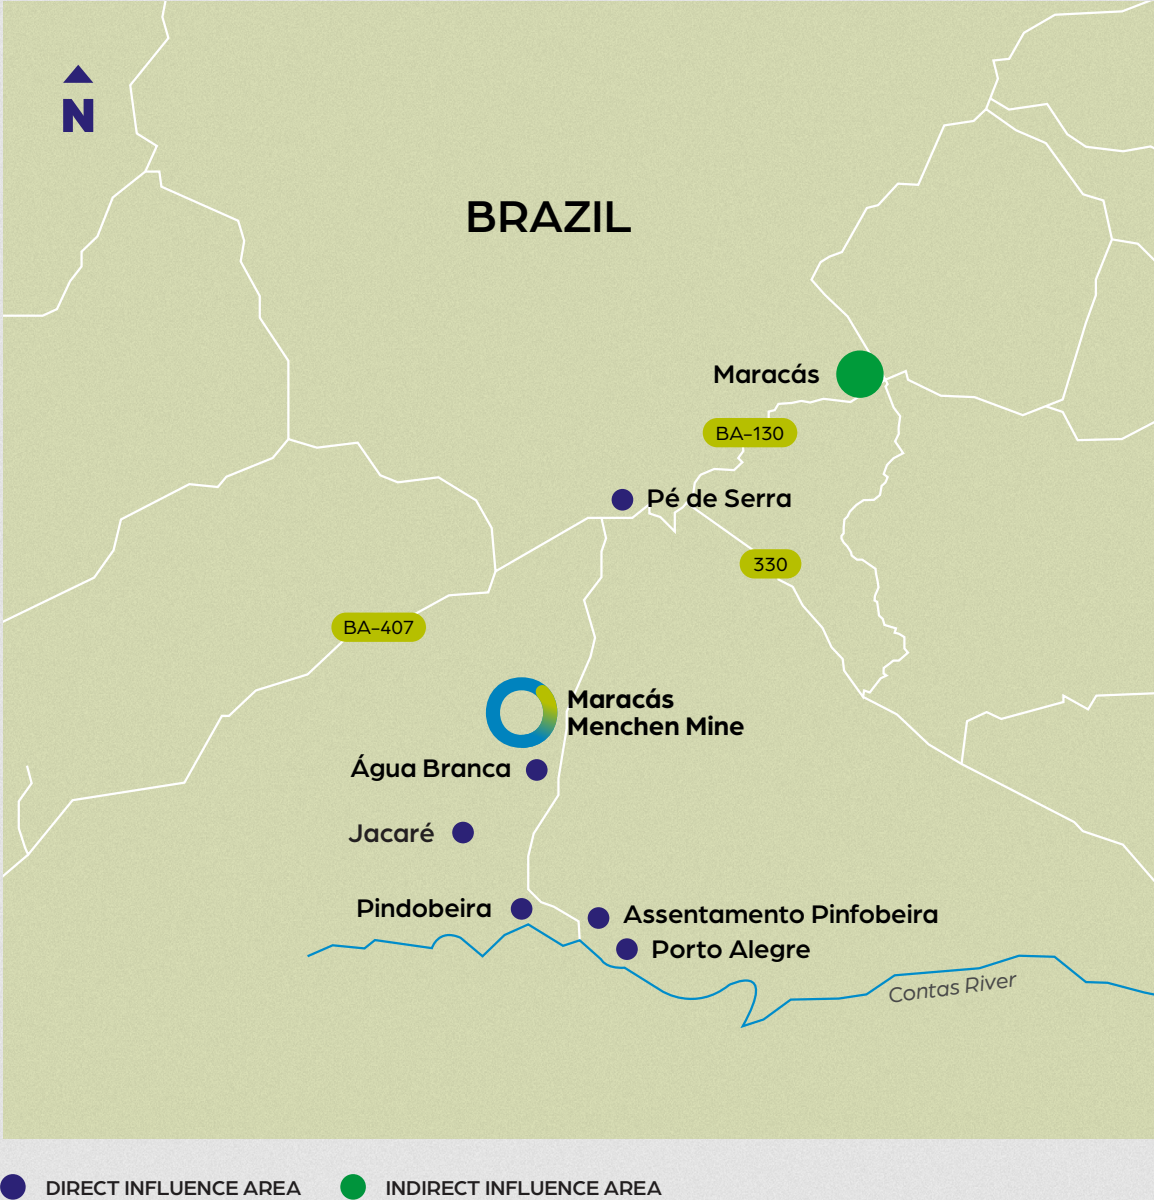 N
BRAZIL
Maracás
BA-130
Pé de Serra
330
BA-407
Maracás
Menchen Mine
Água Branca
Jacaré
Pindobeira
Assentamento Pinfobeira
Porto Alegre
Contas River
DIRECT INFLUENCE AREA
INDIRECT INFLUENCE AREA